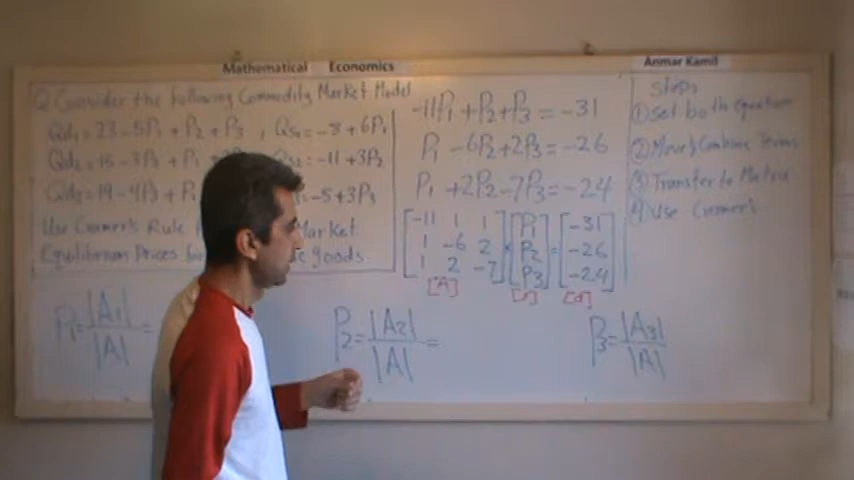 Mathematical Economics
Anmar Kamil
Q Consider the Following Commodity Market Model
Qd1 = 23 - 5P1 + P2 + P3 , Qs1 = -8 + 6P1
Qd2 = 15 - 3P2 + P1 = -11 + 3P2
Qd3 = 19 - 4P3 + P = -5 + 3P3
Use Cramer's Rule Market
Equilibrium Prices for goods.
-11P1 + P2 + P3 = -31
P1 - 6P2 + 2P3 = -26
P1 + 2P2 - 7P3 = -24
[-11 1 1] [P1] [-31]
[1 -6 2] * [P2] = [-26]
[1 2 -7] [P3] [-24]
[A] [d]
Steps
① Set both Equation
② Move & Combine Terms
③ Transfer to Matrix
④ Use Cramer's
P1 = |A1| / |A| =
P2 = |A2| / |A| =
P3 = |A3| / |A|